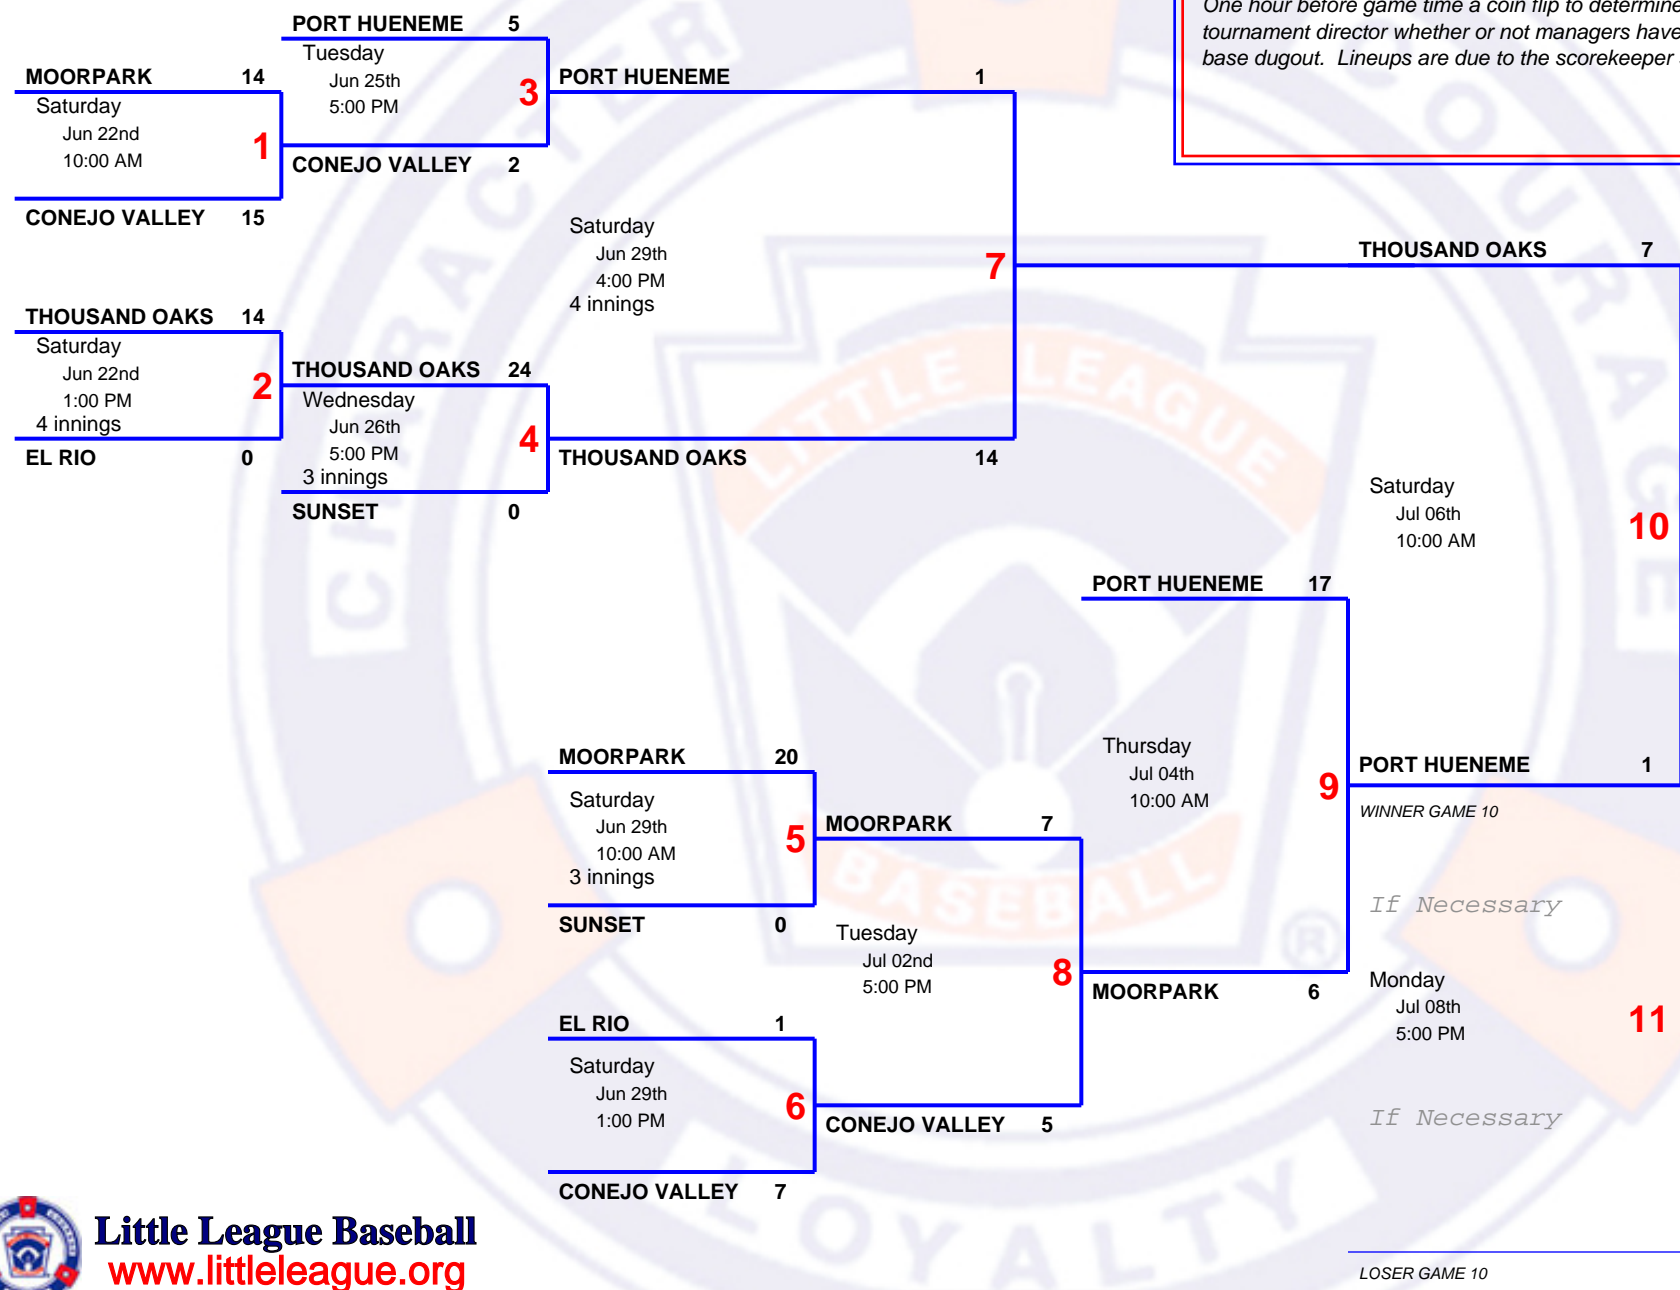 One hour before game time a coin flip to determine
tournament director whether or not managers have
base dugout. Lineups are due to the scorekeeper
PORT HUENEME 5
Tuesday
Jun 25th
5:00 PM
3
MOORPARK 14
Saturday
Jun 22nd
10:00 AM
1
CONEJO VALLEY 15
CONEJO VALLEY 2
PORT HUENEME 1
Saturday
Jun 29th
4:00 PM
4 innings
7
THOUSAND OAKS 7
THOUSAND OAKS 14
Saturday
Jun 22nd
1:00 PM
4 innings
2
EL RIO 0
THOUSAND OAKS 24
Wednesday
Jun 26th
5:00 PM
3 innings
4
SUNSET 0
THOUSAND OAKS 14
Saturday
Jul 06th
10:00 AM
10
PORT HUENEME 17
Thursday
Jul 04th
10:00 AM
9
PORT HUENEME 1
WINNER GAME 10
MOORPARK 20
Saturday
Jun 29th
10:00 AM
3 innings
5
SUNSET 0
MOORPARK 7
Tuesday
Jul 02nd
5:00 PM
8
MOORPARK 6
If Necessary
Monday
Jul 08th
5:00 PM
11
If Necessary
EL RIO 1
Saturday
Jun 29th
1:00 PM
6
CONEJO VALLEY 7
CONEJO VALLEY 5
LOSER GAME 10
Little League Baseball
www.littleleague.org
CHARACTER
COURAGE
LOYALTY
LITTLE LEAGUE
BASEBALL
®